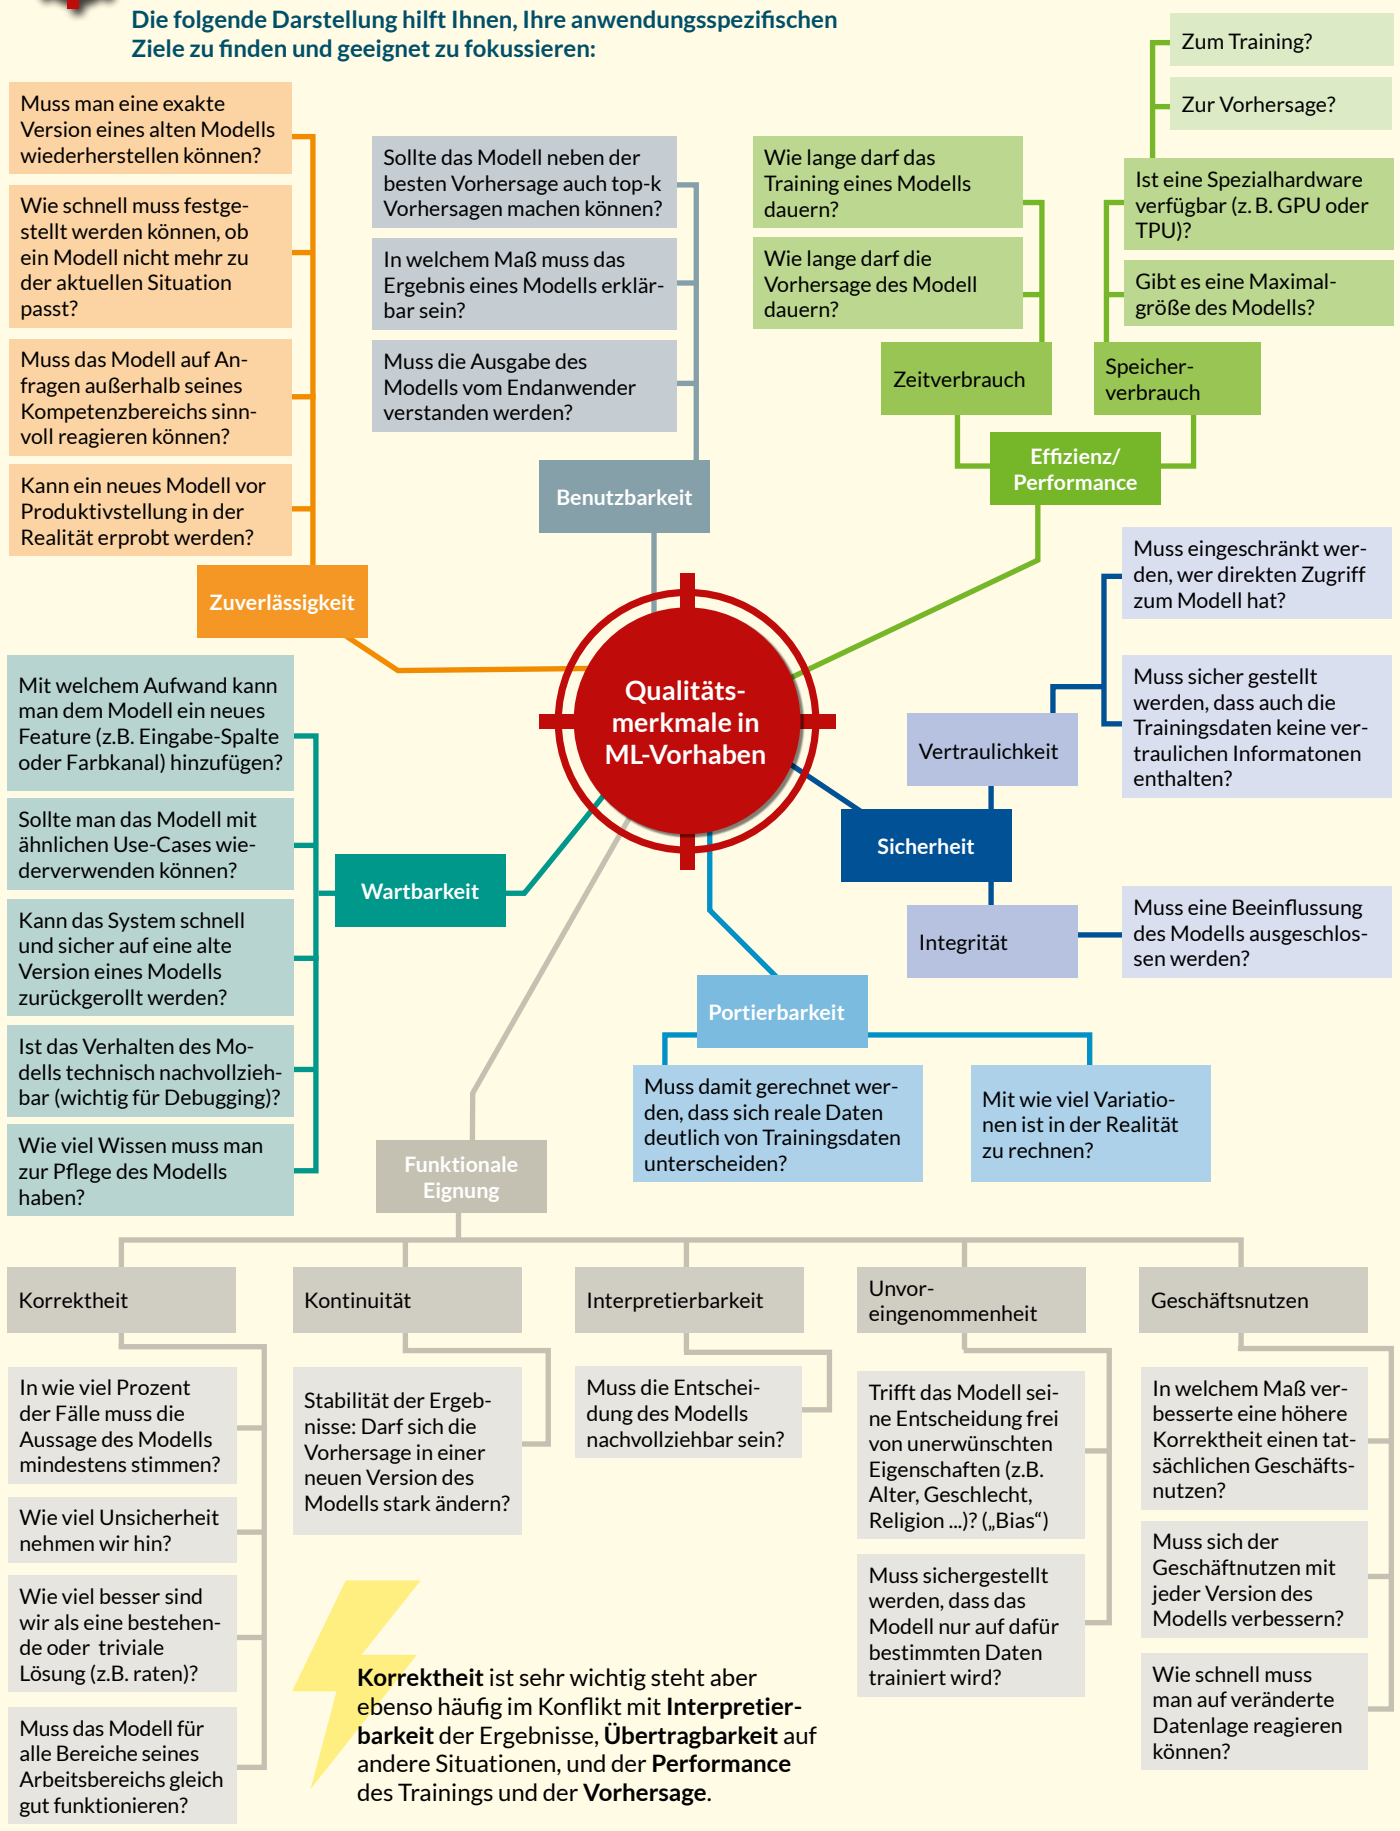 Die folgende Darstellung hilft Ihnen, Ihre anwendungsspezifischen
Ziele zu finden und geeignet zu fokussieren:
Muss man eine exakte
Version eines alten Modells
wiederherstellen können?
Wie schnell muss festge-
stellt werden können, ob
ein Modell nicht mehr zu
der aktuellen Situation
passt?
Muss das Modell auf An-
fragen außerhalb seines
Kompetenzbereichs sinn-
voll reagieren können?
Kann ein neues Modell vor
Produktivstellung in der
Realität erprobt werden?
Zuverlässigkeit
Sollte das Modell neben der
besten Vorhersage auch top-k
Vorhersagen machen können?
In welchem Maß muss das
Ergebnis eines Modells erklär-
bar sein?
Muss die Ausgabe des
Modells vom Endanwender
verstanden werden?
Benutzbarkeit
Wie lange darf das
Training eines Modells
dauern?
Wie lange darf die
Vorhersage des Modell
dauern?
Zeitverbrauch
Zum Training?
Zur Vorhersage?
Ist eine Spezialhardware
verfügbar (z. B. GPU oder
TPU)?
Gibt es eine Maximal-
größe des Modells?
Speicher-
verbrauch
Effizienz/
Performance
Qualitäts-
merkmale in
ML-Vorhaben
Muss eingeschränkt wer-
den, wer direkten Zugriff
zum Modell hat?
Muss sicher gestellt
werden, dass auch die
Trainingsdaten keine ver-
traulichen Informatonen
enthalten?
Vertraulichkeit
Sicherheit
Integrität
Muss eine Beeinflussung
des Modells ausgeschlos-
sen werden?
Mit welchem Aufwand kann
man dem Modell ein neues
Feature (z.B. Eingabe-Spalte
oder Farbkanal) hinzufügen?
Sollte man das Modell mit
ähnlichen Use-Cases wie-
derverwenden können?
Kann das System schnell
und sicher auf eine alte
Version eines Modells
zurückgerollt werden?
Ist das Verhalten des Mo-
dells technisch nachvollzieh-
bar (wichtig für Debugging)?
Wie viel Wissen muss man
zur Pflege des Modells
haben?
Wartbarkeit
Portierbarkeit
Muss damit gerechnet wer-
den, dass sich reale Daten
deutlich von Trainingsdaten
unterscheiden?
Mit wie viel Variatio-
nen ist in der Realität
zu rechnen?
Funktionale
Eignung
Korrektheit
In wie viel Prozent
der Fälle muss die
Aussage des Modells
mindestens stimmen?
Wie viel Unsicherheit
nehmen wir hin?
Wie viel besser sind
wir als eine bestehen-
de oder triviale
Lösung (z.B. raten)?
Muss das Modell für
alle Bereiche seines
Arbeitsbereichs gleich
gut funktionieren?
Kontinuität
Stabilität der Ergeb-
nisse: Darf sich die
Vorhersage in einer
neuen Version des
Modells stark ändern?
Interpretierbarkeit
Muss die Entschei-
dung des Modells
nachvollziehbar sein?
Unvor-
eingenommenheit
Trifft das Modell sei-
ne Entscheidung frei
von unerwünschten
Eigenschaften (z.B.
Alter, Geschlecht,
Religion ...)? („Bias“)
Muss sichergestellt
werden, dass das
Modell nur auf dafür
bestimmten Daten
trainiert wird?
Geschäftsnutzen
In welchem Maß ver-
besserte eine höhere
Korrektheit einen tat-
sächlichen Geschäfts-
nutzen?
Muss sich der
Geschäftnutzen mit
jeder Version des
Modells verbessern?
Wie schnell muss
man auf veränderte
Datenlage reagieren
können?
Korrektheit ist sehr wichtig steht aber
ebenso häufig im Konflikt mit Interpretier-
barkeit der Ergebnisse, Übertragbarkeit auf
andere Situationen, und der Performance
des Trainings und der Vorhersage.